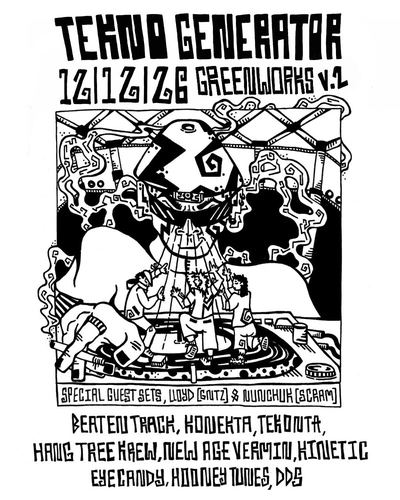 TEKNO GENERATOR
12|12|26 GREENWORKS V.2
SPECIAL GUEST SETS, LLOYD [GNTZ] & NUNCHUK [SCRAM]
BEATEN TRACK, KONEKTA, TEKONTA,
HANG TREE KREW, NEW AGE VERMIN, KINETIC
EYECANDY, HOONEY TUNES, DDS